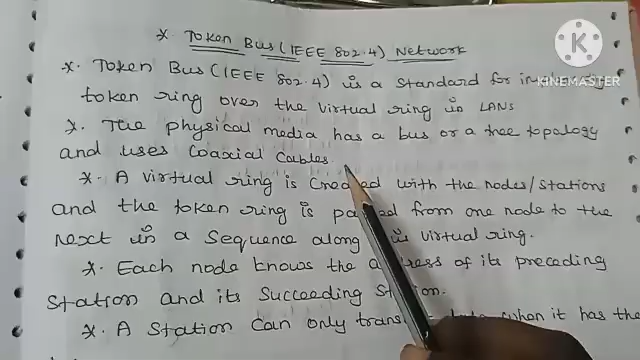 * Token Bus (IEEE 802.4) Network
* Token Bus (IEEE 802.4) is a standard for
token ring over the virtual ring in LANs
* The physical media has a bus or a tree topology
and uses Coaxial Cables.
* A virtual ring is Created with the nodes/stations
and the token ring is passed from one node to the
next in a Sequence along virtual ring.
* Each node knows the address of its preceding
Station and its Succeeding Station.
* A Station Can only when it has the
KINEMASTER